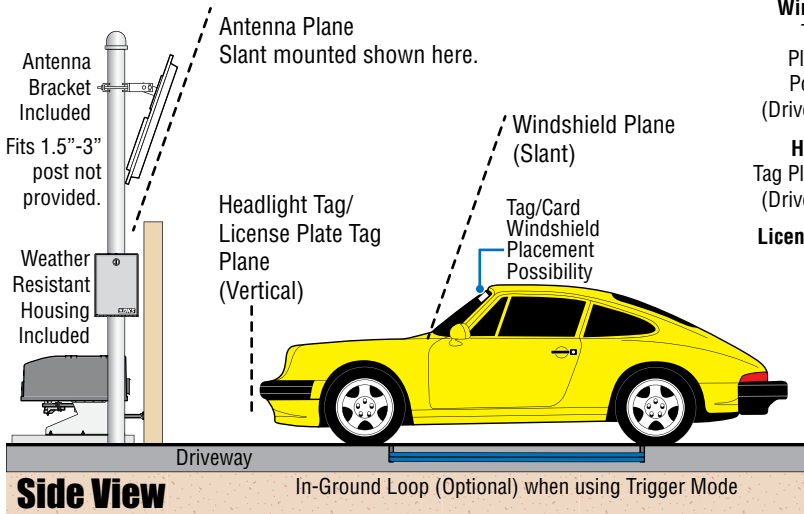 Antenna Plane
Slant mounted shown here.
Antenna
Bracket
Included
Fits 1.5”-3”
post not
provided.
Weather
Resistant
Housing
Included
Headlight Tag/
License Plate Tag
Plane
(Vertical)
Windshield Plane
(Slant)
Tag/Card
Windshield
Placement
Possibility
Driveway
Side View
In-Ground Loop (Optional) when using Trigger Mode
Tag